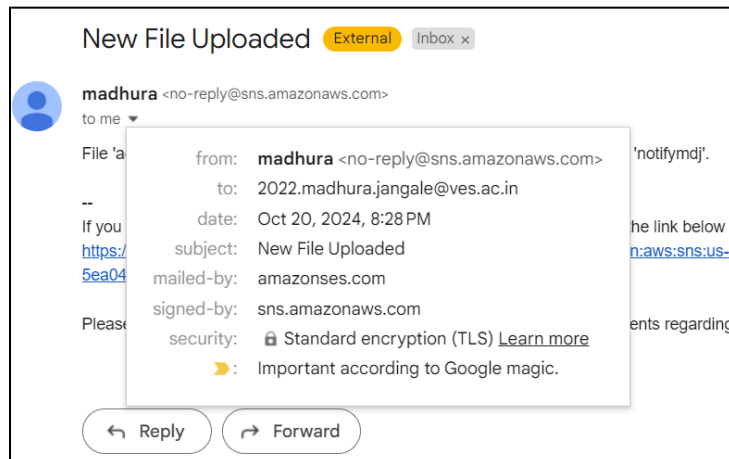 New File Uploaded External Inbox ×
madhura <no-reply@sns.amazonaws.com>
to me
File 'a 'notifymdj'.
from: madhura <no-reply@sns.amazonaws.com>
to: 2022.madhura.jangale@ves.ac.in
date: Oct 20, 2024, 8:28 PM
subject: New File Uploaded
mailed-by: amazonses.com
signed-by: sns.amazonaws.com
security: Standard encryption (TLS) Learn more
: Important according to Google magic.
--
If you he link below
https:/ n:aws:sns:us-
5ea04
Please ents regarding
Reply Forward